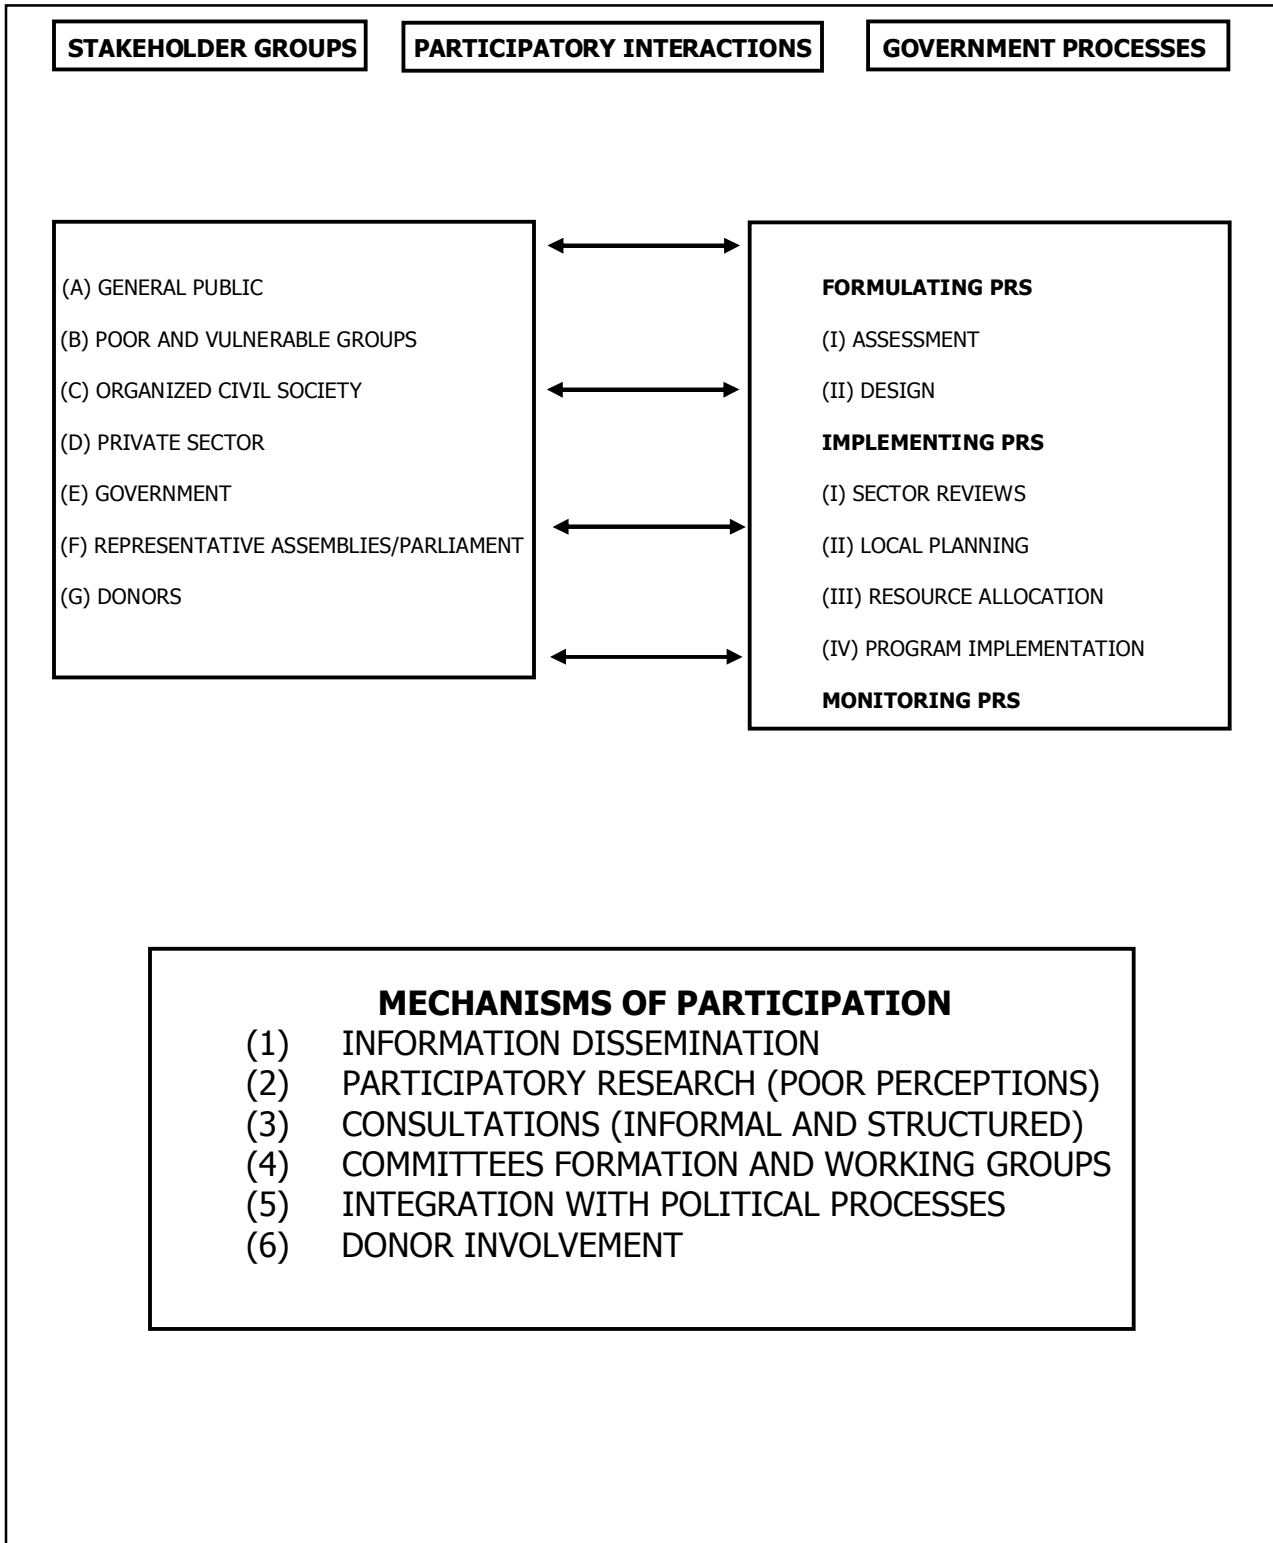 STAKEHOLDER GROUPS
PARTICIPATORY INTERACTIONS
GOVERNMENT PROCESSES
(A) GENERAL PUBLIC
(B) POOR AND VULNERABLE GROUPS
(C) ORGANIZED CIVIL SOCIETY
(D) PRIVATE SECTOR
(E) GOVERNMENT
(F) REPRESENTATIVE ASSEMBLIES/PARLIAMENT
(G) DONORS
FORMULATING PRS
(I) ASSESSMENT
(II) DESIGN
IMPLEMENTING PRS
(I) SECTOR REVIEWS
(II) LOCAL PLANNING
(III) RESOURCE ALLOCATION
(IV) PROGRAM IMPLEMENTATION
MONITORING PRS
MECHANISMS OF PARTICIPATION
(1) INFORMATION DISSEMINATION
(2) PARTICIPATORY RESEARCH (POOR PERCEPTIONS)
(3) CONSULTATIONS (INFORMAL AND STRUCTURED)
(4) COMMITTEES FORMATION AND WORKING GROUPS
(5) INTEGRATION WITH POLITICAL PROCESSES
(6) DONOR INVOLVEMENT